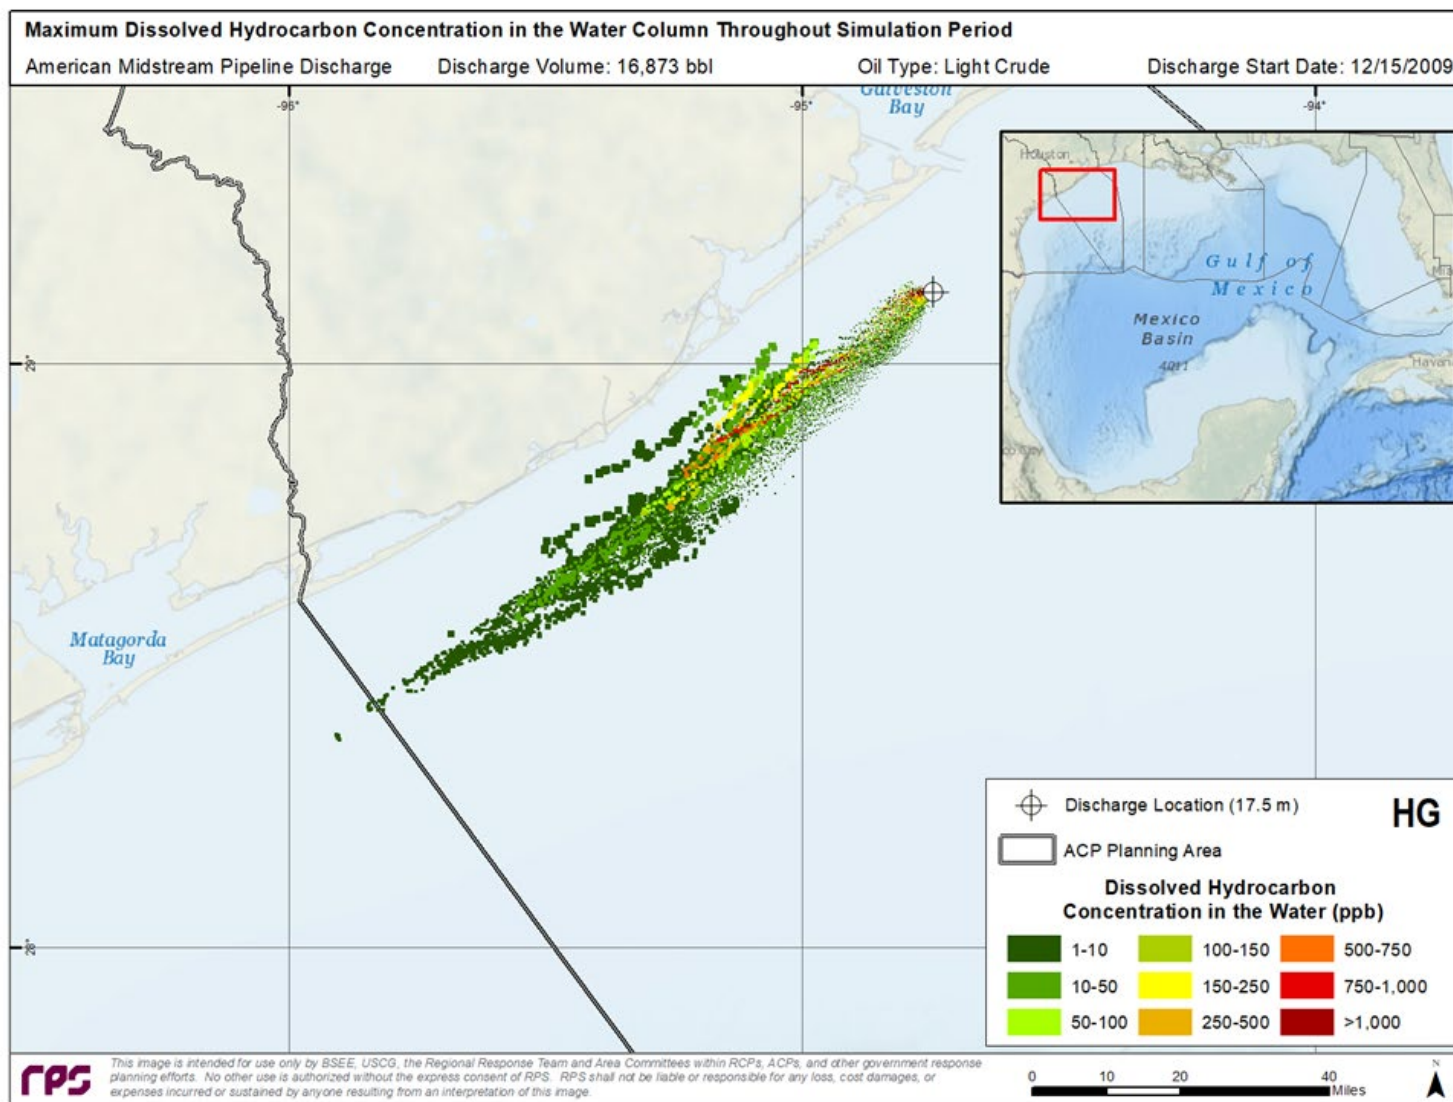 Maximum Dissolved Hydrocarbon Concentration in the Water Column Throughout Simulation Period
American Midstream Pipeline Discharge Discharge Volume: 16,873 bbl Oil Type: Light Crude Discharge Start Date: 12/15/2009
-96° -95° -94°
Galveston
Bay
Houston
Gulf of
Mexico
Mexico
Basin
4011
Havan
29°
Matagorda
Bay
28°
Discharge Location (17.5 m)
HG
ACP Planning Area
Dissolved Hydrocarbon
Concentration in the Water (ppb)
1-10 100-150 500-750
10-50 150-250 750-1,000
50-100 250-500 >1,000
rps
This image is intended for use only by BSEE, USCG, the Regional Response Team and Area Committees within RCPs, ACPs, and other government response
planning efforts. No other use is authorized without the express consent of RPS. RPS shall not be liable or responsible for any loss, cost damages, or
expenses incurred or sustained by anyone resulting from an interpretation of this image.
0 10 20 40
Miles
N